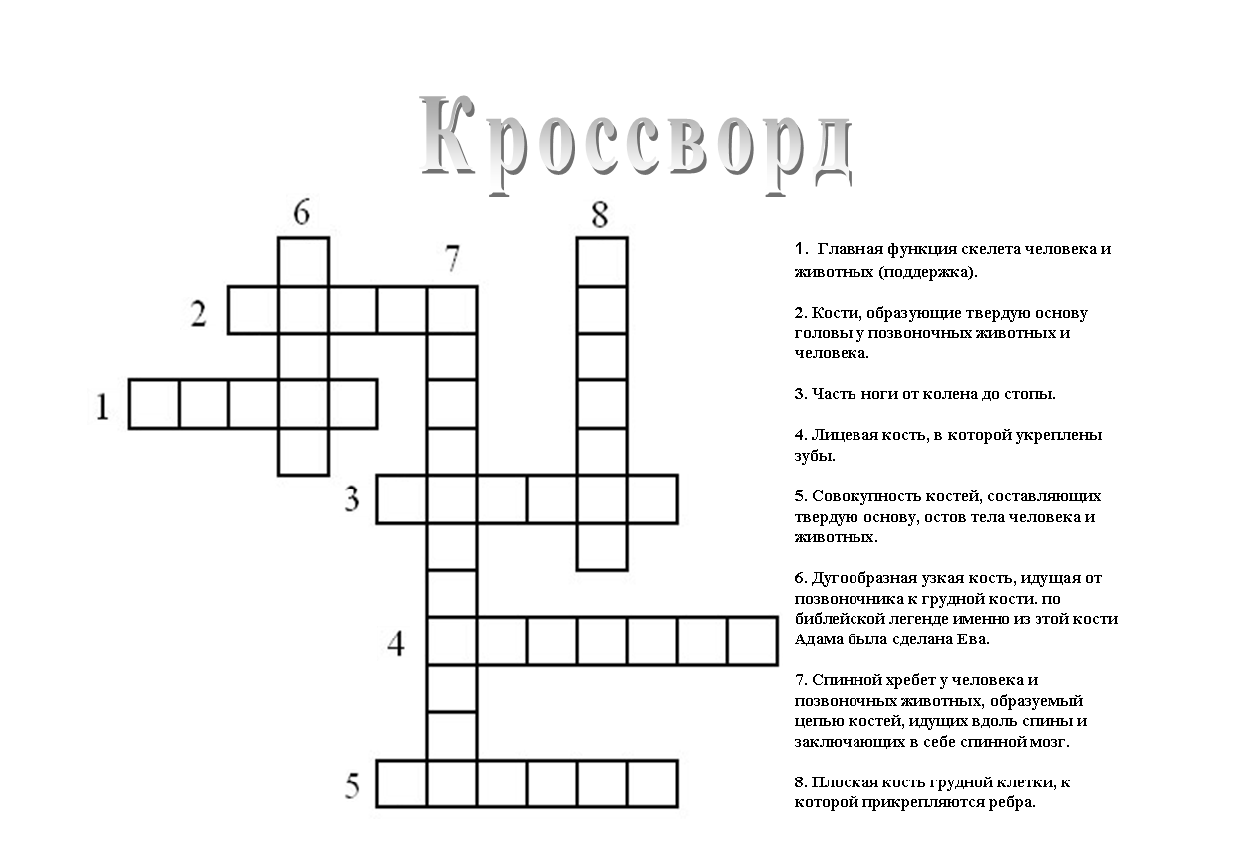 Кроссворд
6
8
7
2
1
3
4
5
1. Главная функция скелета человека и
животных (поддержка).
2. Кости, образующие твердую основу
головы у позвоночных животных и
человека.
3. Часть ноги от колена до стопы.
4. Лицевая кость, в которой укреплены
зубы.
5. Совокупность костей, составляющих
твердую основу, остов тела человека и
животных.
6. Дугообразная узкая кость, идущая от
позвоночника к грудной кости. по
библейской легенде именно из этой кости
Адама была сделана Ева.
7. Спинной хребет у человека и
позвоночных животных, образуемый
цепью костей, идущих вдоль спины и
заключающих в себе спинной мозг.
8. Плоская кость грудной клетки, к
которой прикрепляются ребра.